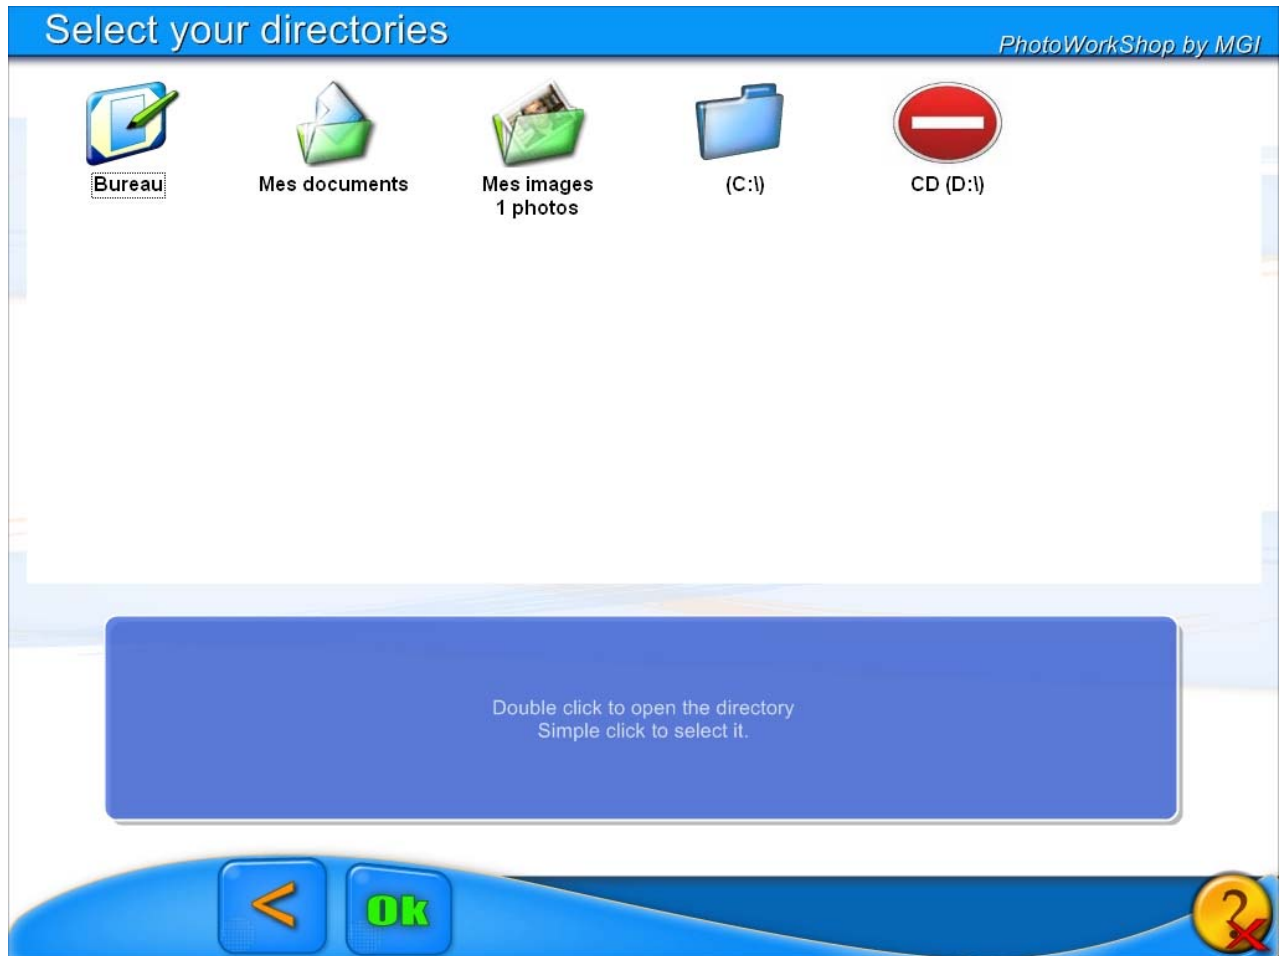 Select your directories
PhotoWorkShop by MGI
Bureau
Mes documents
Mes images
1 photos
(C:\)
CD (D:\)
Double click to open the directory
Simple click to select it.
<
Ok
?